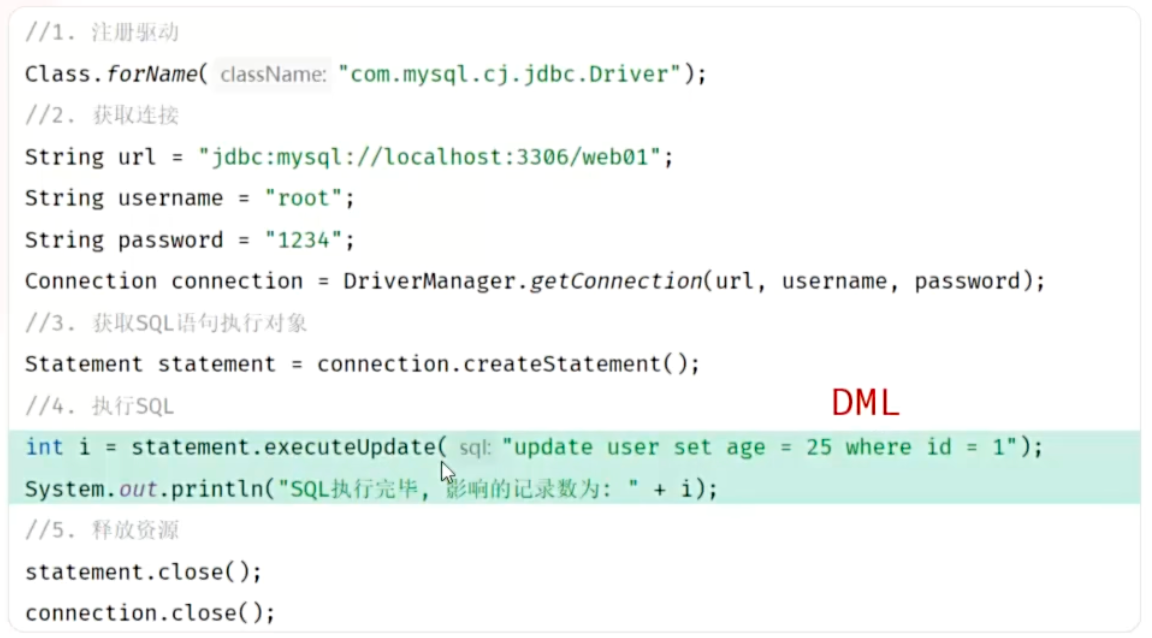 //1. 注册驱动
Class.forName( className: "com.mysql.cj.jdbc.Driver");
//2. 获取连接
String url = "jdbc:mysql://localhost:3306/web01";
String username = "root";
String password = "1234";
Connection connection = DriverManager.getConnection(url, username, password);
//3. 获取SQL语句执行对象
Statement statement = connection.createStatement();
//4. 执行SQL
DML
int i = statement.executeUpdate( sql: "update user set age = 25 where id = 1");
System.out.println("SQL执行完毕, 影响的记录数为: " + i);
//5. 释放资源
statement.close();
connection.close();